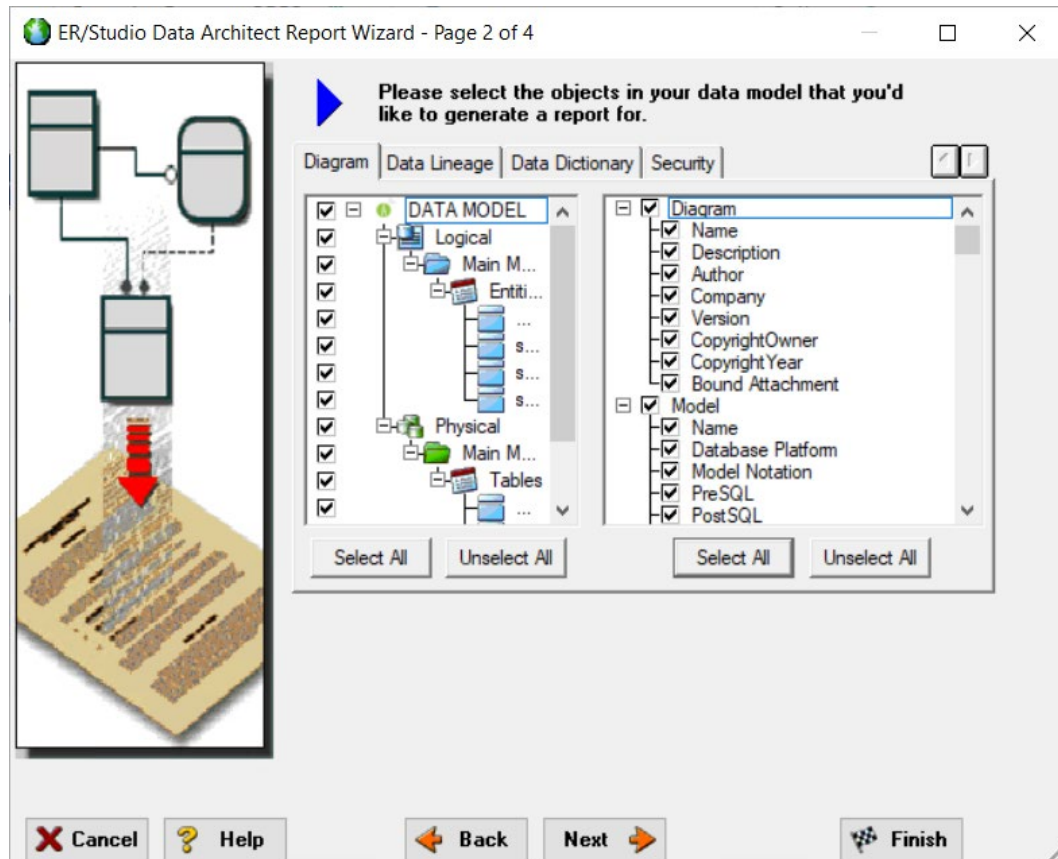 ER/Studio Data Architect Report Wizard - Page 2 of 4
Please select the objects in your data model that you'd
like to generate a report for.
Diagram Data Lineage Data Dictionary Security
DATA MODEL
Logical
Main M...
Entiti...
...
s...
s...
s...
Physical
Main M...
Tables
...
Select All Unselect All
Diagram
Name
Description
Author
Company
Version
CopyrightOwner
CopyrightYear
Bound Attachment
Model
Name
Database Platform
Model Notation
PreSQL
PostSQL
Select All Unselect All
Cancel Help Back Next Finish